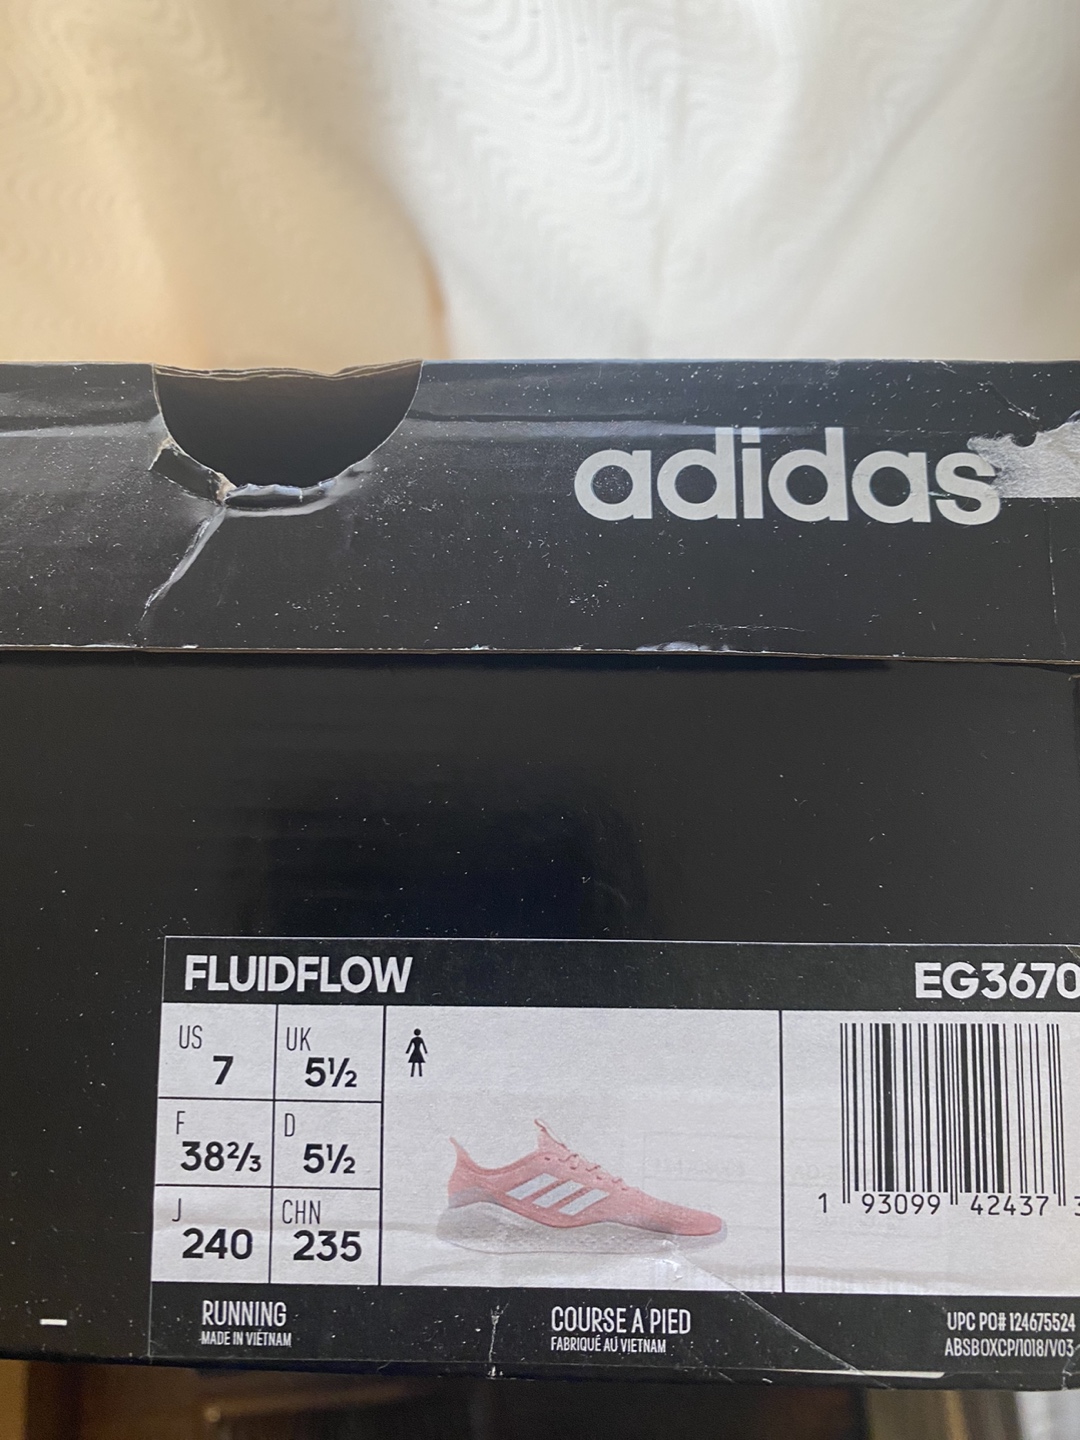 adidas
FLUIDFLOW EG3670
US 7 UK 5½
F 38⅔ D 5½
J 240 CHN 235
1 93099 42437
RUNNING
MADE IN VIETNAM
COURSE A PIED
FABRIQUÉ AU VIETNAM
UPC PO# 124675524
ABSBOXCP/1018/V03